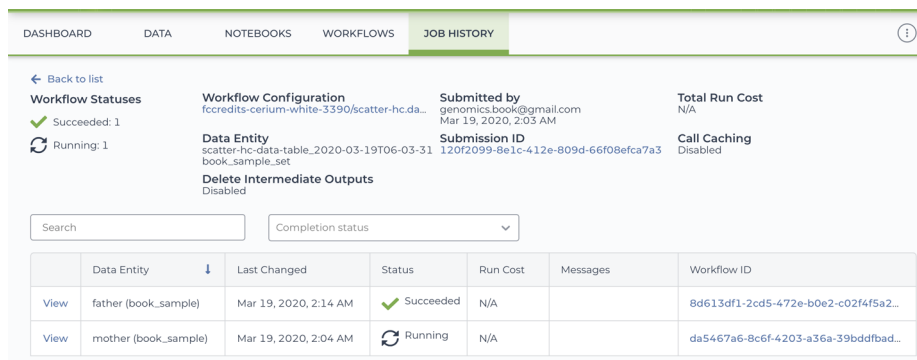 DASHBOARD DATA NOTEBOOKS WORKFLOWS JOB HISTORY
Back to list
Workflow Statuses
Succeeded: 1
Running: 1
Workflow Configuration
fccredits-cerium-white-3390/scatter-hc.da...
Submitted by
genomics.book@gmail.com
Mar 19, 2020, 2:03 AM
Total Run Cost
N/A
Data Entity
scatter-hc-data-table_2020-03-19T06-03-31
book_sample_set
Submission ID
120f2099-8e1c-412e-809d-66f08efca7a3
Call Caching
Disabled
Delete Intermediate Outputs
Disabled
Search
Completion status
Data Entity Last Changed Status Run Cost Messages Workflow ID
View father (book_sample) Mar 19, 2020, 2:14 AM Succeeded N/A 8d613df1-2cd5-472e-b0e2-c02f4f5a2...
View mother (book_sample) Mar 19, 2020, 2:04 AM Running N/A da5467a6-8c6f-4203-a36a-39bddfbad...